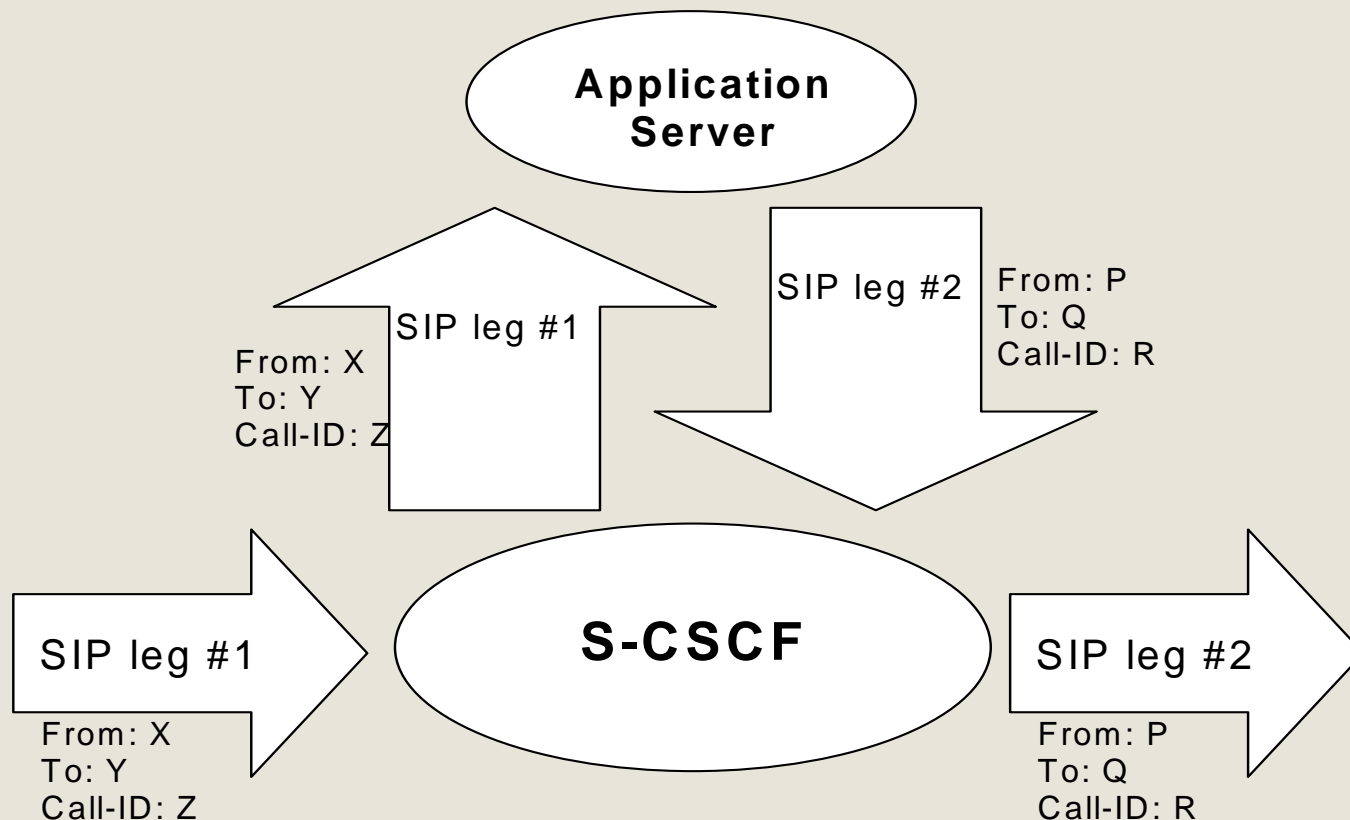 Application
Server
SIP leg #1
From: X
To: Y
Call-ID: Z
SIP leg #2
From: P
To: Q
Call-ID: R
SIP leg #1
From: X
To: Y
Call-ID: Z
S-CSCF
SIP leg #2
From: P
To: Q
Call-ID: R